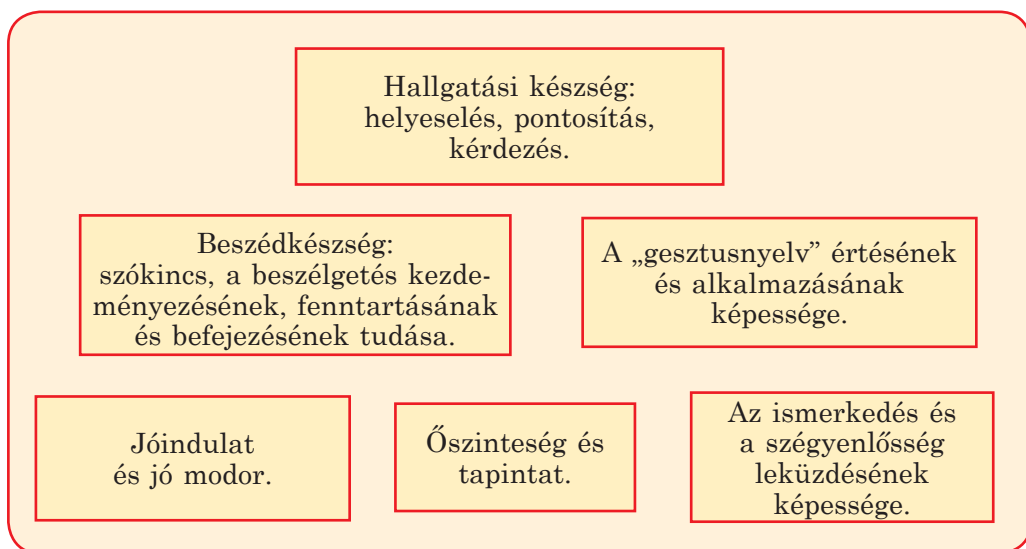 Hallgatási készség:
helyeselés, pontosítás,
kérdezés.
Beszédkészség:
szókincs, a beszélgetés kezde-
ményezésének, fenntartásának
és befejezésének tudása.
A „gesztusnyelv” értésének
és alkalmazásának
képessége.
Jóindulat
és jó modor.
Őszinteség és
tapintat.
Az ismerkedés és
a szégyenlősség
leküzdésének
képessége.